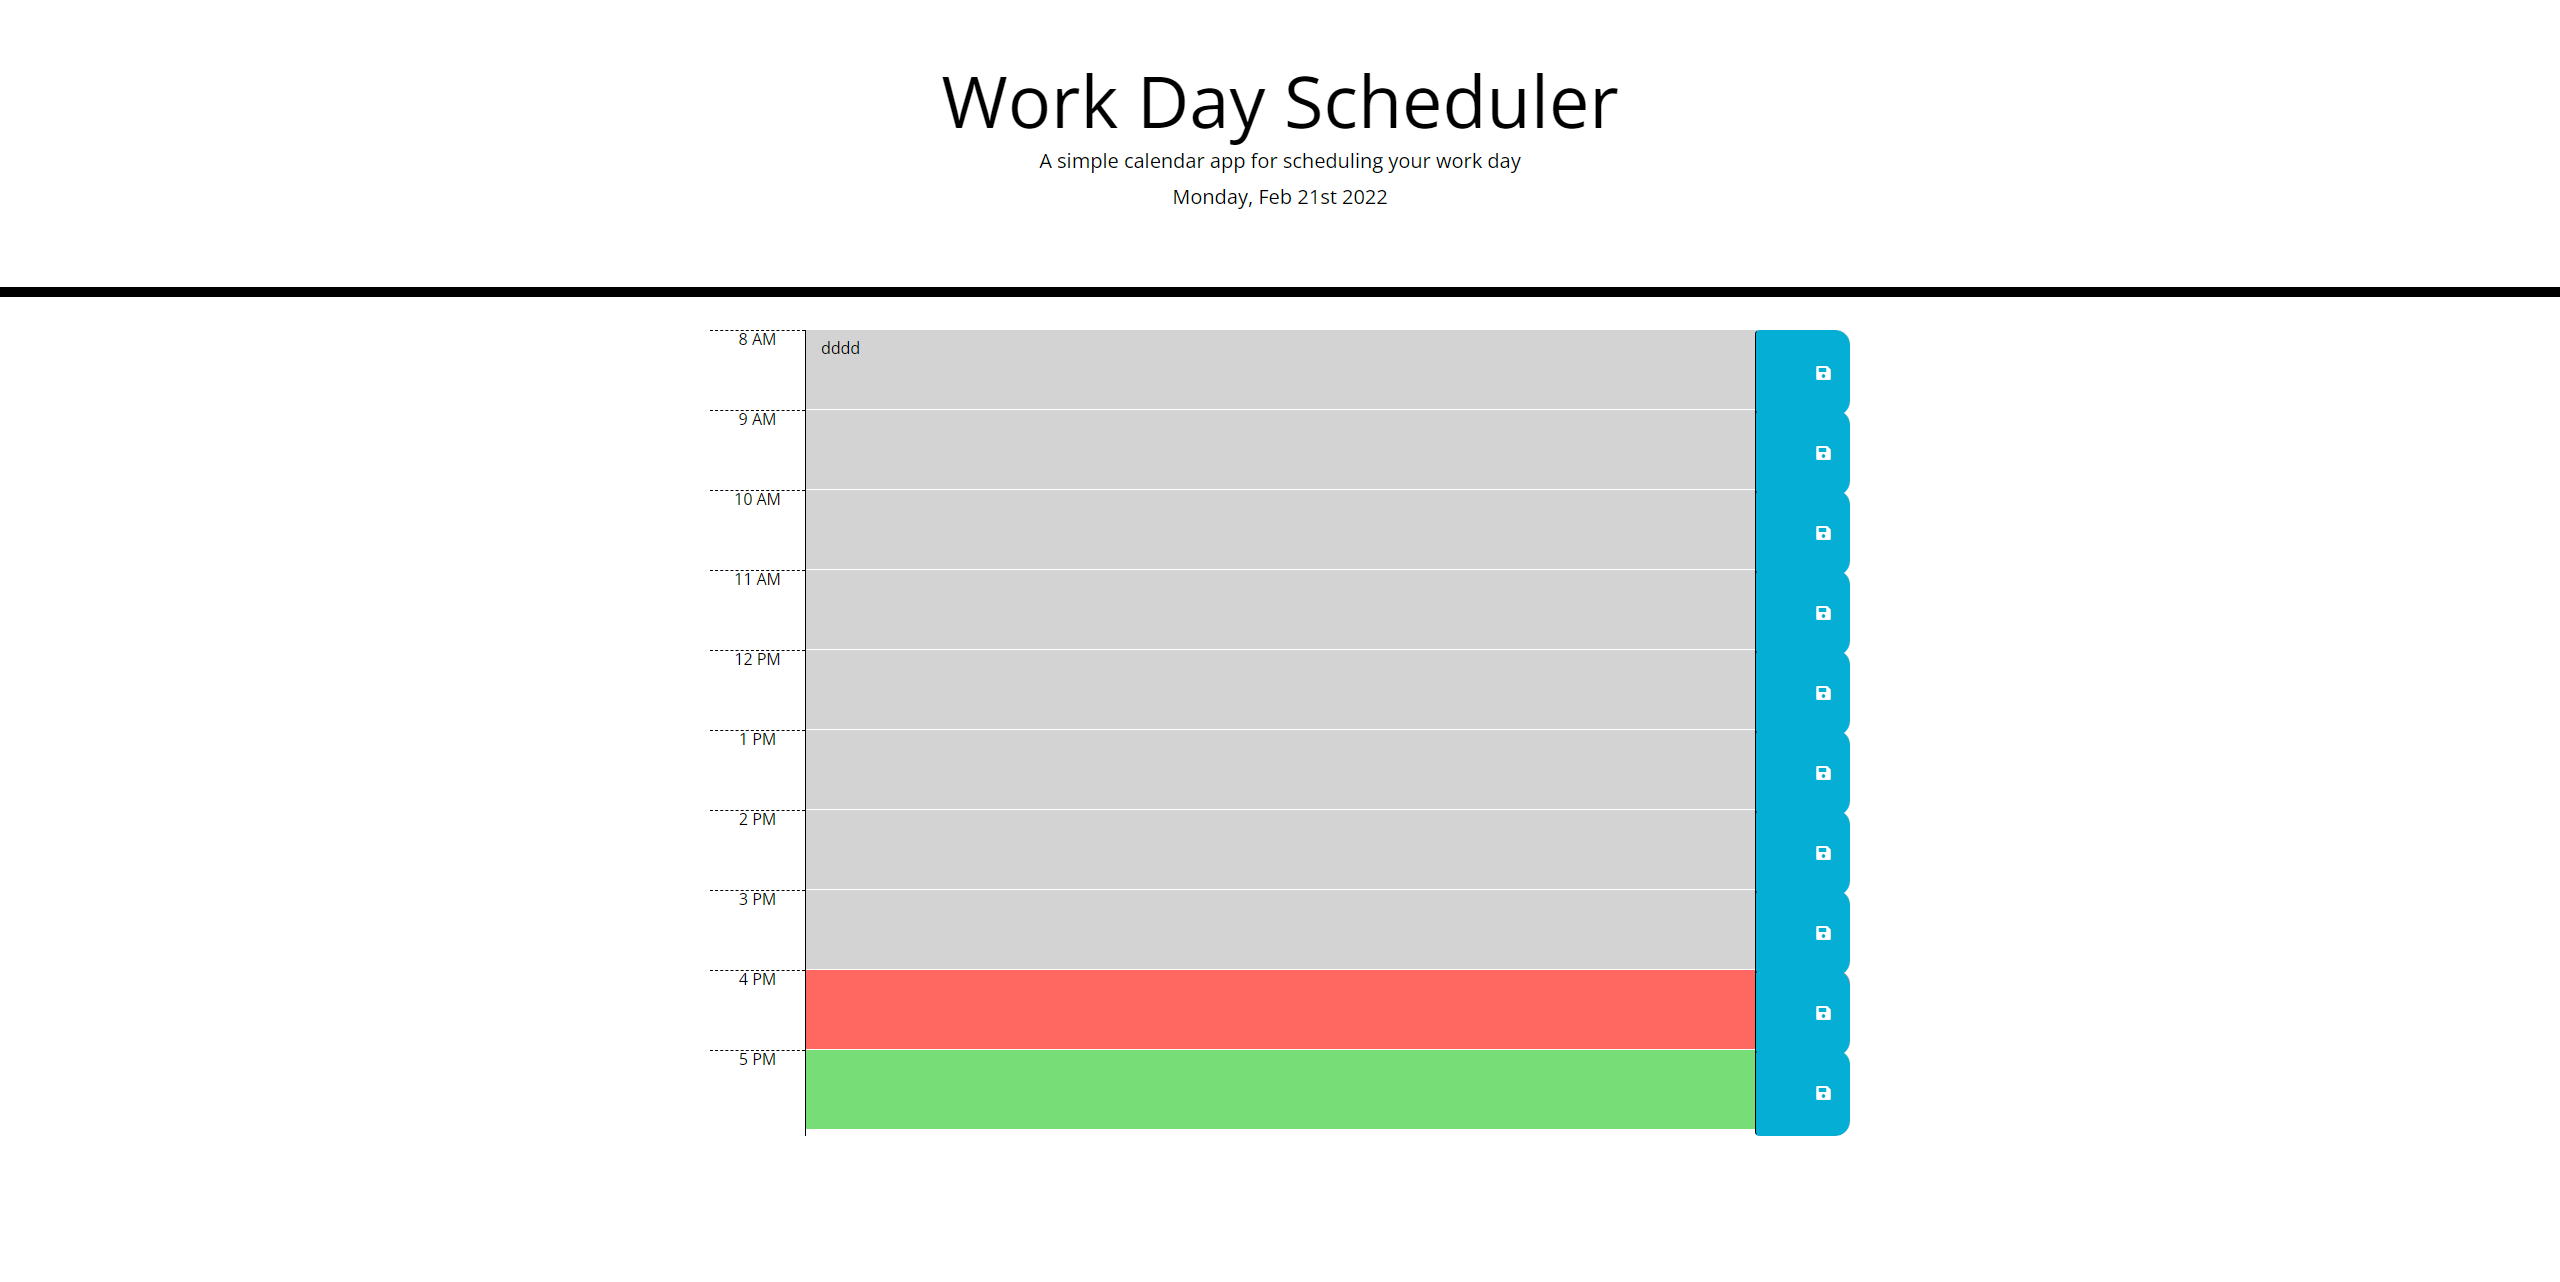 Work Day Scheduler
A simple calendar app for scheduling your work day
Monday, Feb 21st 2022
8 AM
dddd
9 AM
10 AM
11 AM
12 PM
1 PM
2 PM
3 PM
4 PM
5 PM